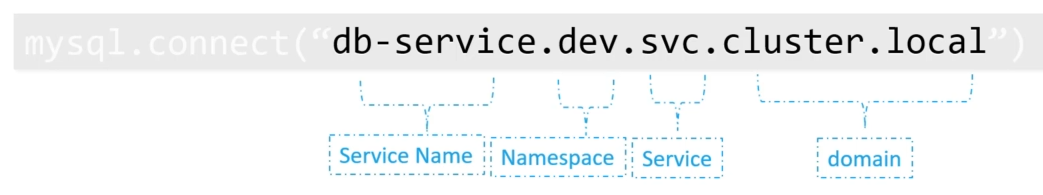 mysql.connect(“db-service.dev.svc.cluster.local”)
Service Name Namespace Service domain